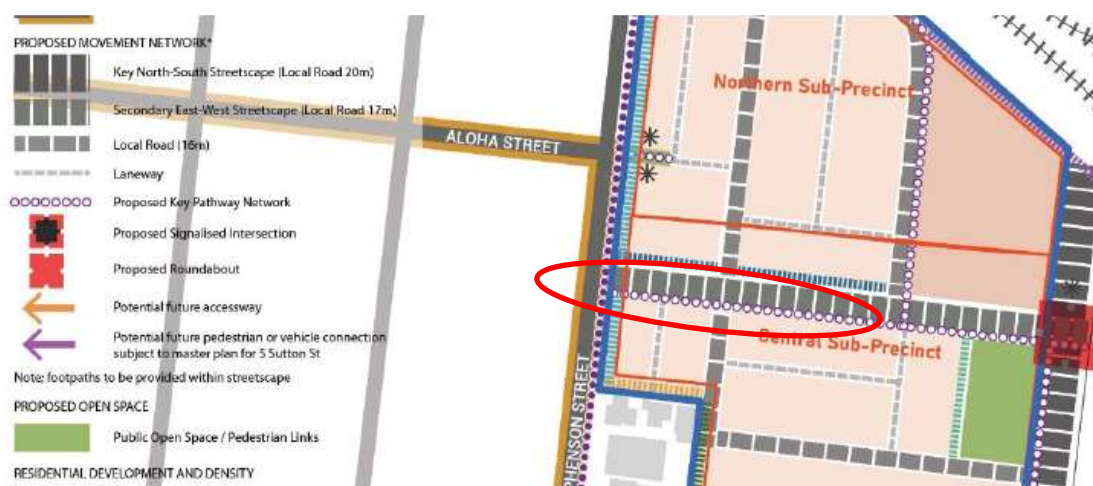 PROPOSED MOVEMENT NETWORK*
Key North-South Streetscape (Local Road 20m)
Secondary East-West Streetscape (Local Road 17m)
Local Road (16m)
Laneway
Proposed Key Pathway Network
Proposed Signalised Intersection
Proposed Roundabout
Potential future accessway
Potential future pedestrian or vehicle connection
subject to master plan for 5 Sutton St
Note; footpaths to be provided within streetscape
PROPOSED OPEN SPACE
Public Open Space / Pedestrian Links
RESIDENTIAL DEVELOPMENT AND DENSITY
ALOHA STREET
Northern Sub-Precinct
Central Sub-Precinct
PHENSON STREET